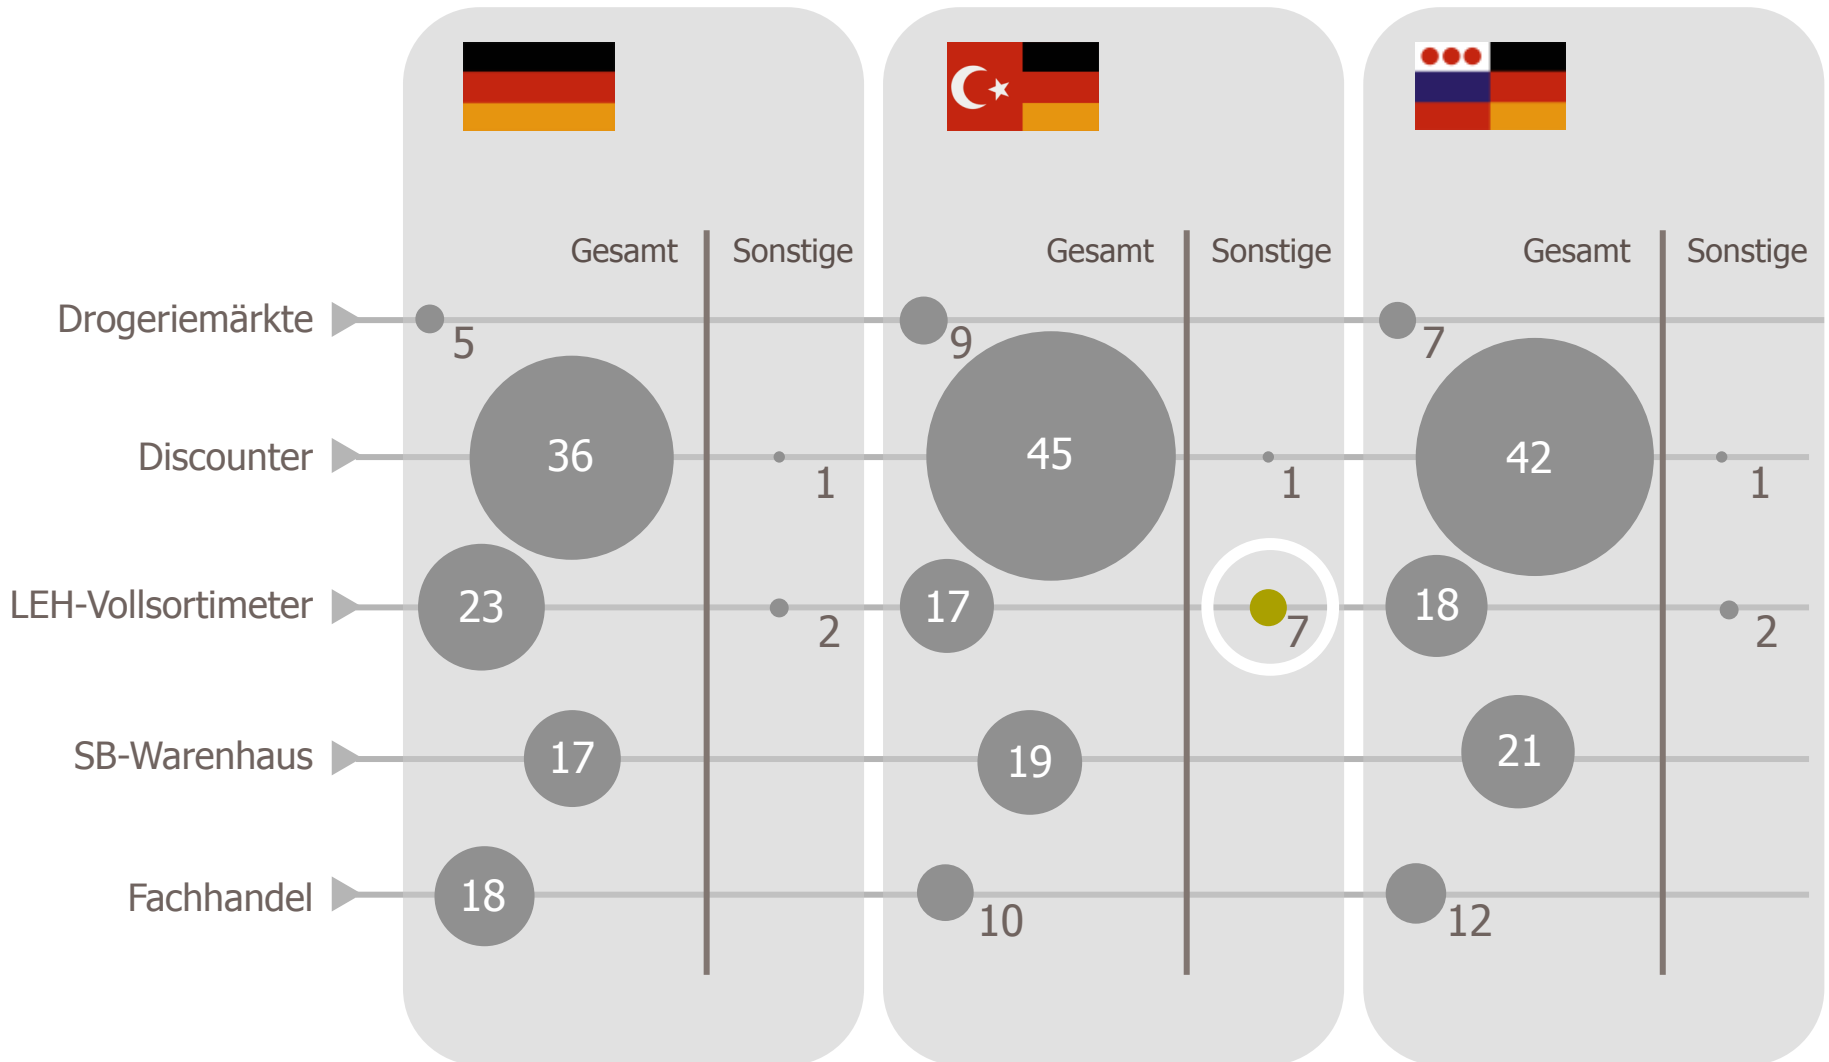 Gesamt Sonstige Gesamt Sonstige Gesamt Sonstige
Drogeriemärkte 5 9 7
Discounter 36 1 45 1 42 1
LEH-Vollsortimeter 23 2 17 7 18 2
SB-Warenhaus 17 19 21
Fachhandel 18 10 12